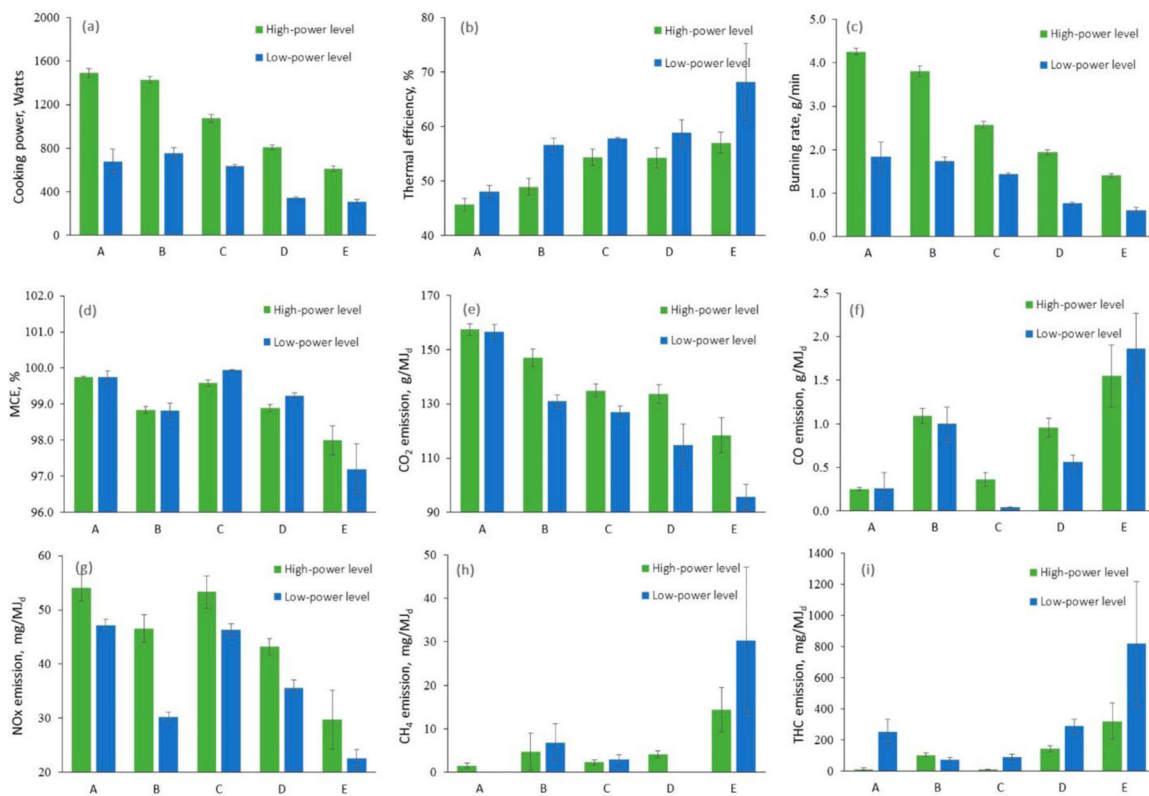 (a)
High-power level
Low-power level
Cooking power, Watts
2000
1600
1200
800
400
0
A B C D E
(b)
High-power level
Low-power level
Thermal efficiency, %
80
70
60
50
40
A B C D E
(c)
High-power level
Low-power level
Burning rate, g/min
5.0
4.0
3.0
2.0
1.0
0.0
A B C D E
(d)
High-power level
Low-power level
MCE, %
102.0
101.0
100.0
99.0
98.0
97.0
96.0
A B C D E
(e)
High-power level
Low-power level
CO₂ emission, g/MJd
170
150
130
110
90
A B C D E
(f)
High-power level
Low-power level
CO emission, g/MJd
2.5
2.0
1.5
1.0
0.5
0.0
A B C D E
(g)
High-power level
Low-power level
NOx emission, mg/MJd
60
50
40
30
20
A B C D E
(h)
High-power level
Low-power level
CH₄ emission, mg/MJd
50
40
30
20
10
0
A B C D E
(i)
High-power level
Low-power level
THC emission, mg/MJd
1400
1200
1000
800
600
400
200
0
A B C D E